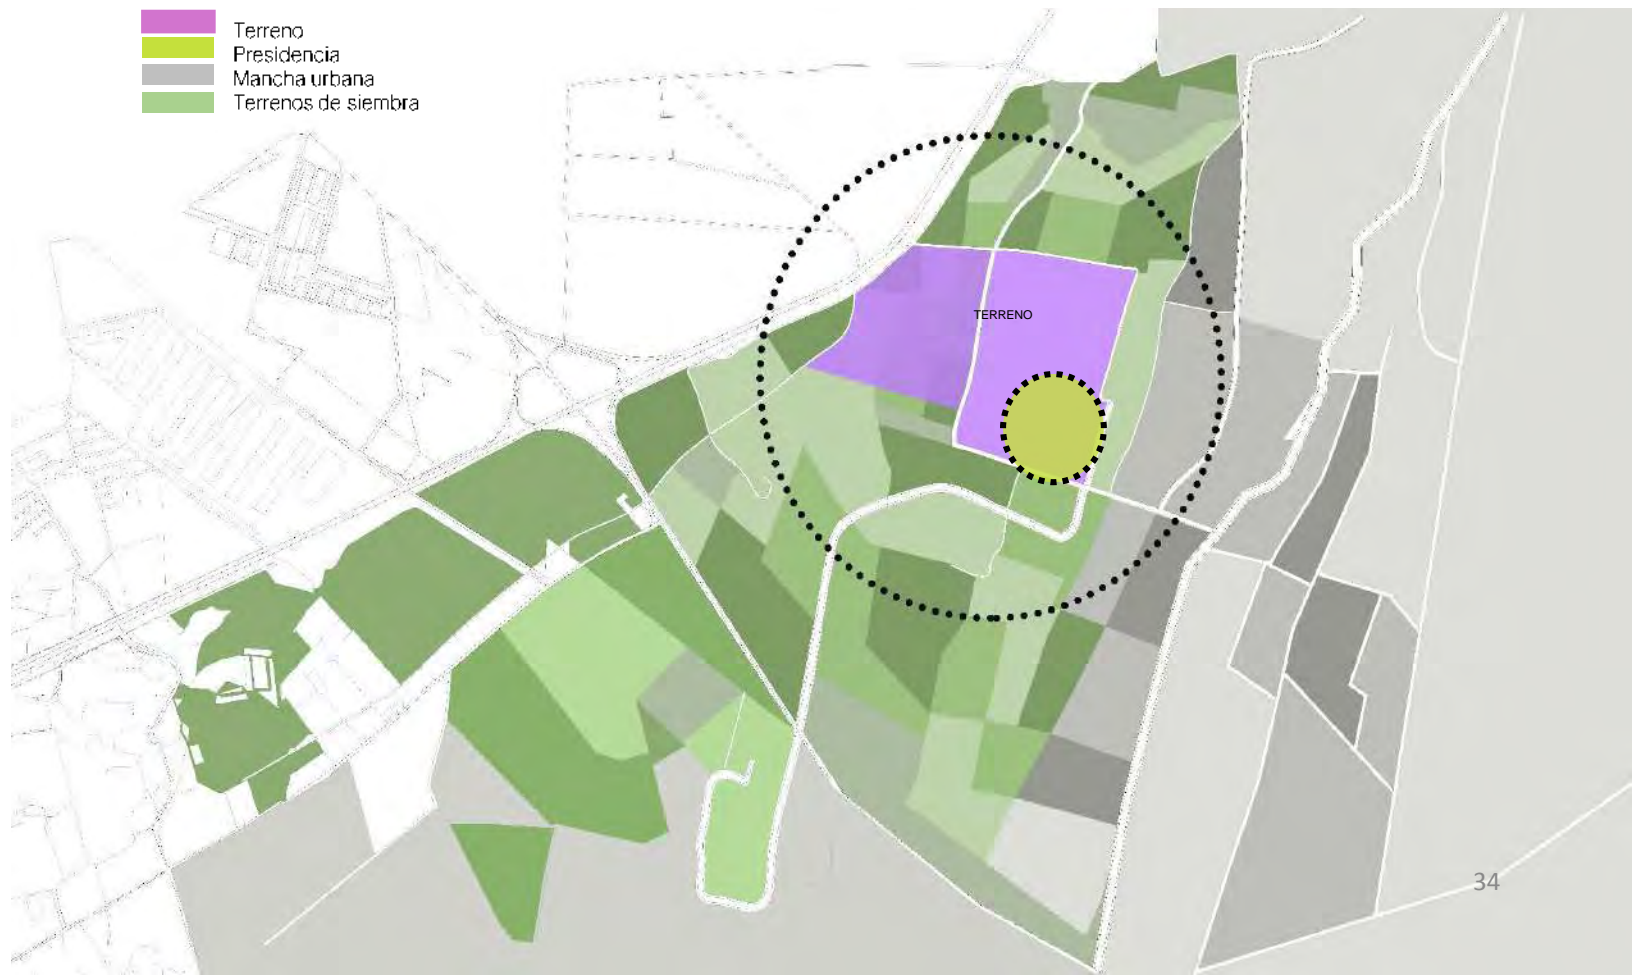 Terreno
Presidencia
Mancha urbana
Terrenos de siembra
TERRENO
34